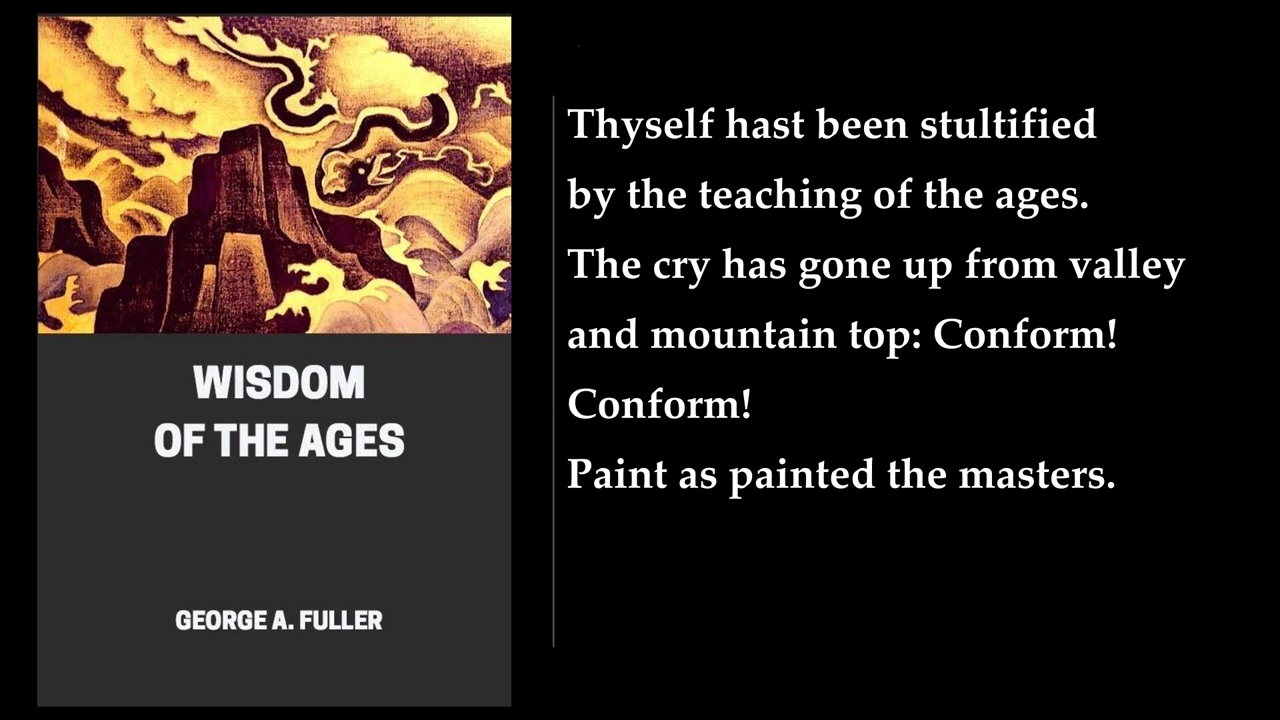 WISDOM
OF THE AGES
GEORGE A. FULLER
Thyself hast been stultified
by the teaching of the ages.
The cry has gone up from valley
and mountain top: Conform!
Conform!
Paint as painted the masters.